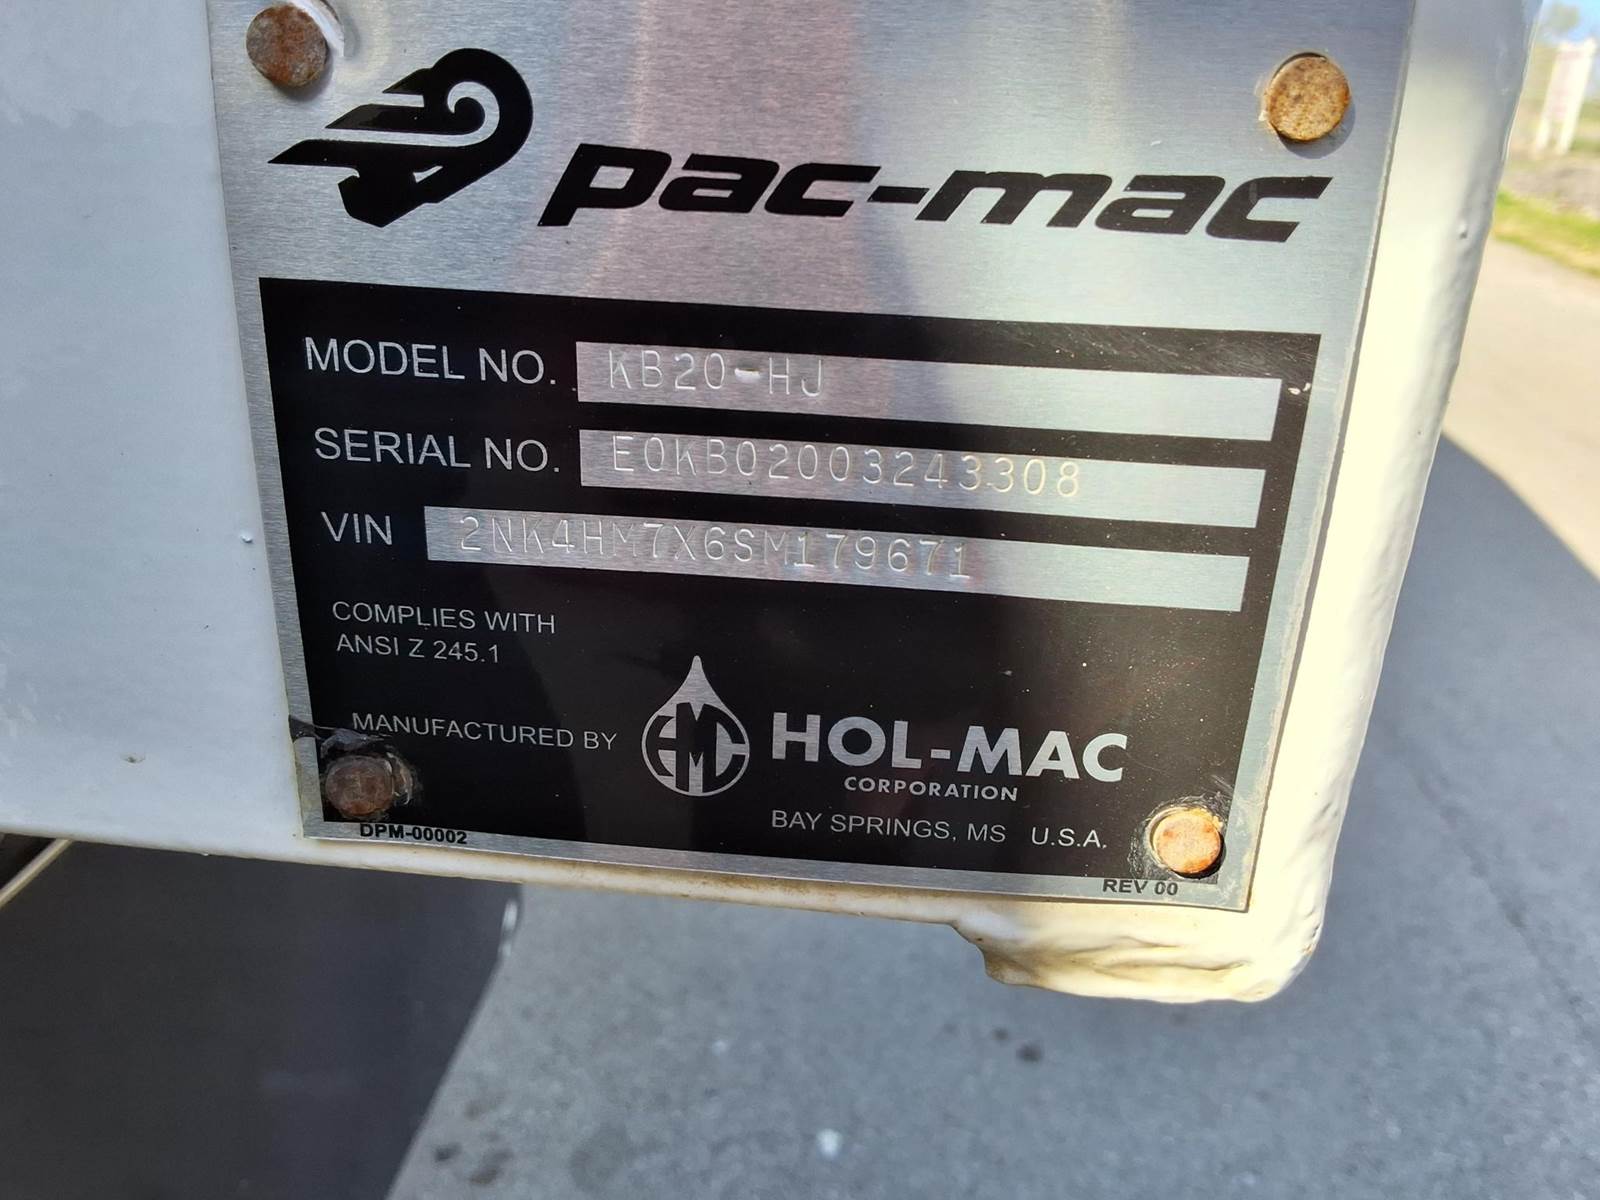 pac-mac
MODEL NO. KB20-HJ
SERIAL NO. E0KB02003243308
VIN 2NK4HM7X6SM179671
COMPLIES WITH
ANSI Z 245.1
MANUFACTURED BY HMC HOL-MAC
CORPORATION
BAY SPRINGS, MS U.S.A.
DPM-00002
REV 00